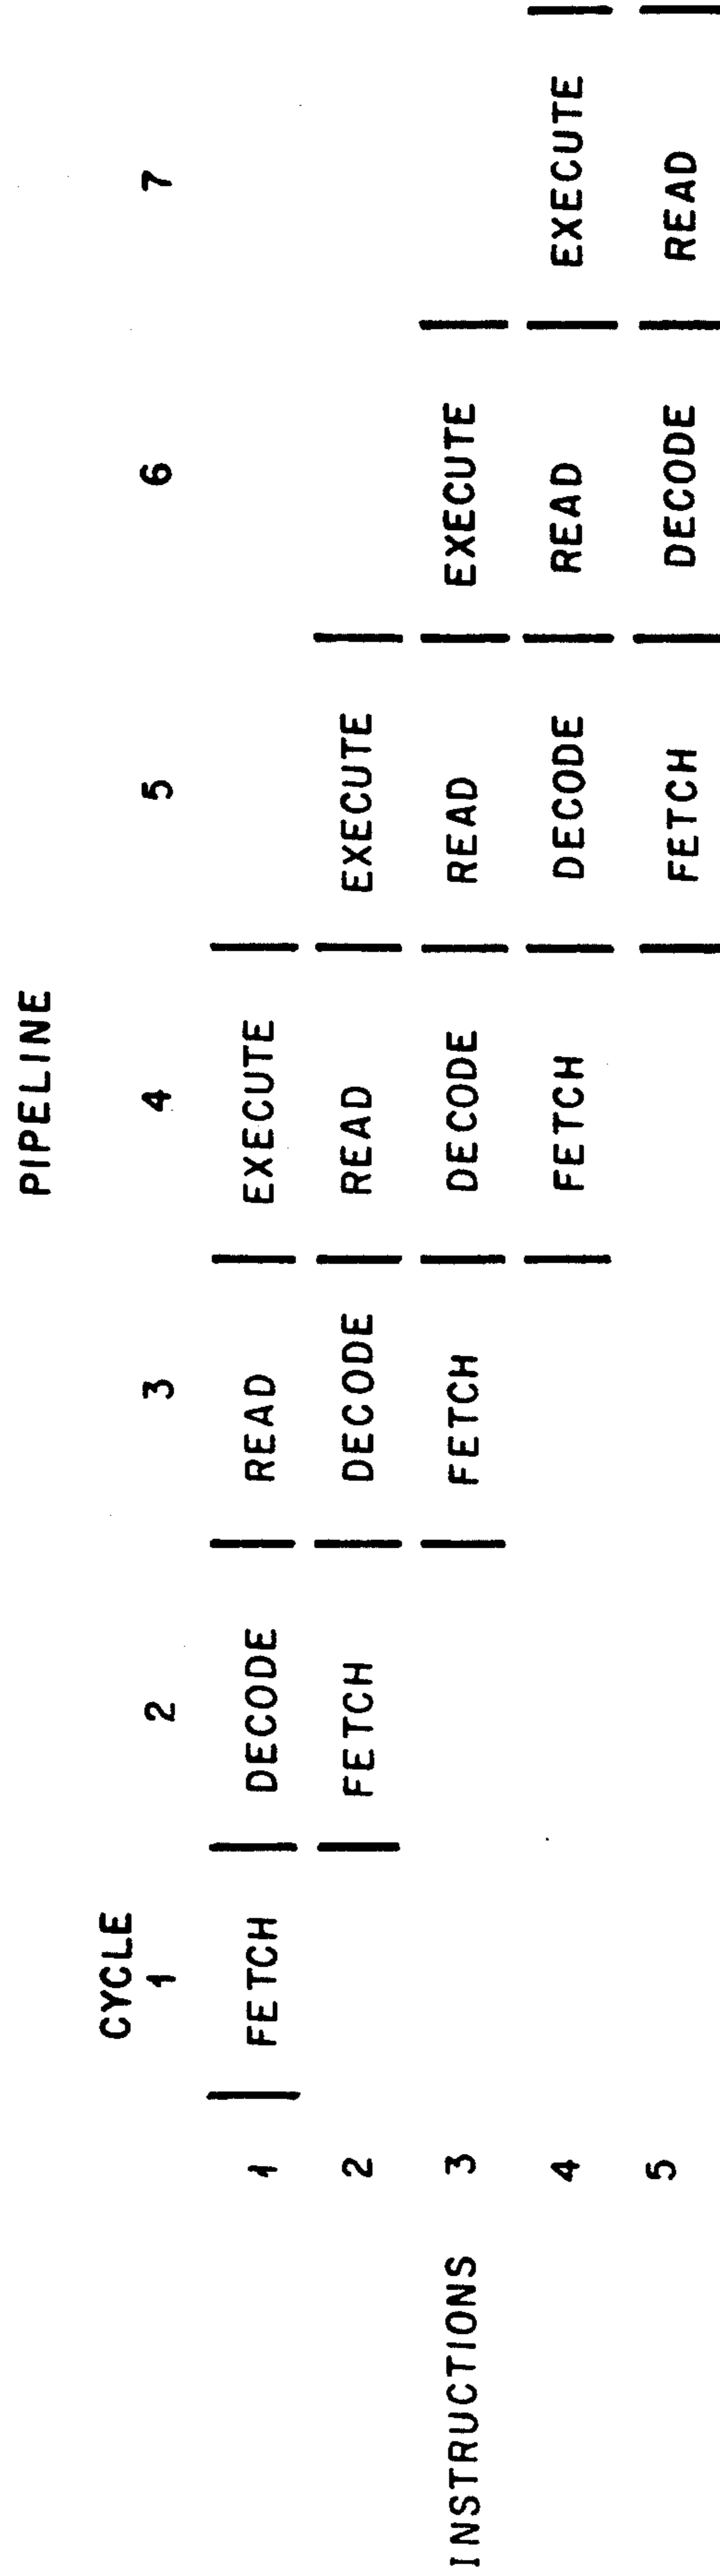 PIPELINE
CYCLE
1 2 3 4 5 6 7
1 FETCH DECODE READ EXECUTE
2 FETCH DECODE READ EXECUTE
INSTRUCTIONS 3 FETCH DECODE READ EXECUTE
4 FETCH DECODE READ EXECUTE
5 FETCH DECODE READ